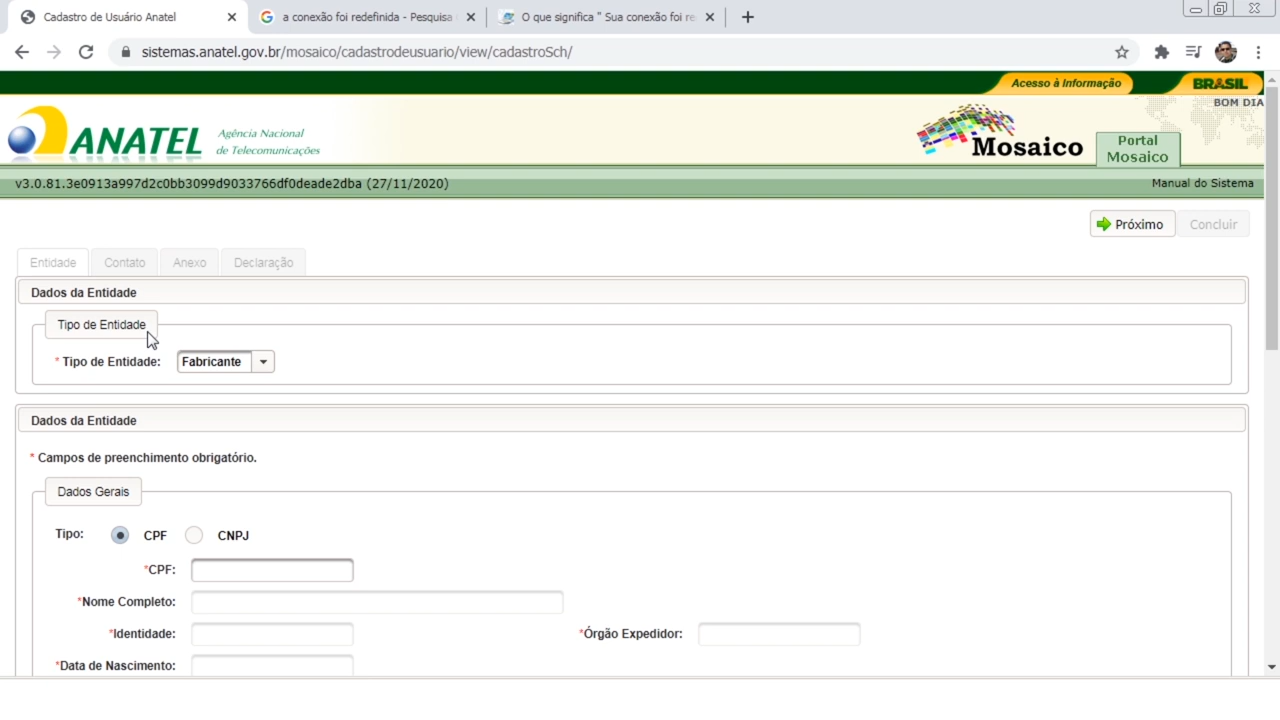 Cadastro de Usuário Anatel
a conexão foi redefinida - Pesquisa
O que significa " Sua conexão foi re
sistemas.anatel.gov.br/mosaico/cadastrodeusuario/view/cadastroSch/
Acesso à Informação
BRASIL
BOM DIA
ANATEL
Agência Nacional
de Telecomunicações
Mosaico
Portal
Mosaico
v3.0.81.3e0913a997d2c0bb3099d9033766df0deade2dba (27/11/2020)
Manual do Sistema
Próximo
Concluir
Entidade
Contato
Anexo
Declaração
Dados da Entidade
Tipo de Entidade
* Tipo de Entidade: Fabricante
Dados da Entidade
* Campos de preenchimento obrigatório.
Dados Gerais
Tipo: CPF CNPJ
*CPF:
*Nome Completo:
*Identidade: *Órgão Expedidor:
*Data de Nascimento: